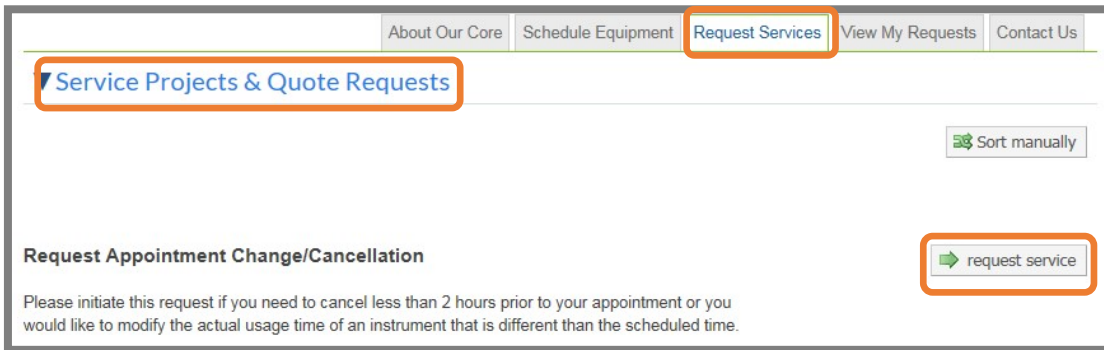 About Our Core Schedule Equipment Request Services View My Requests Contact Us
Service Projects & Quote Requests
Sort manually
Request Appointment Change/Cancellation
request service
Please initiate this request if you need to cancel less than 2 hours prior to your appointment or you
would like to modify the actual usage time of an instrument that is different than the scheduled time.